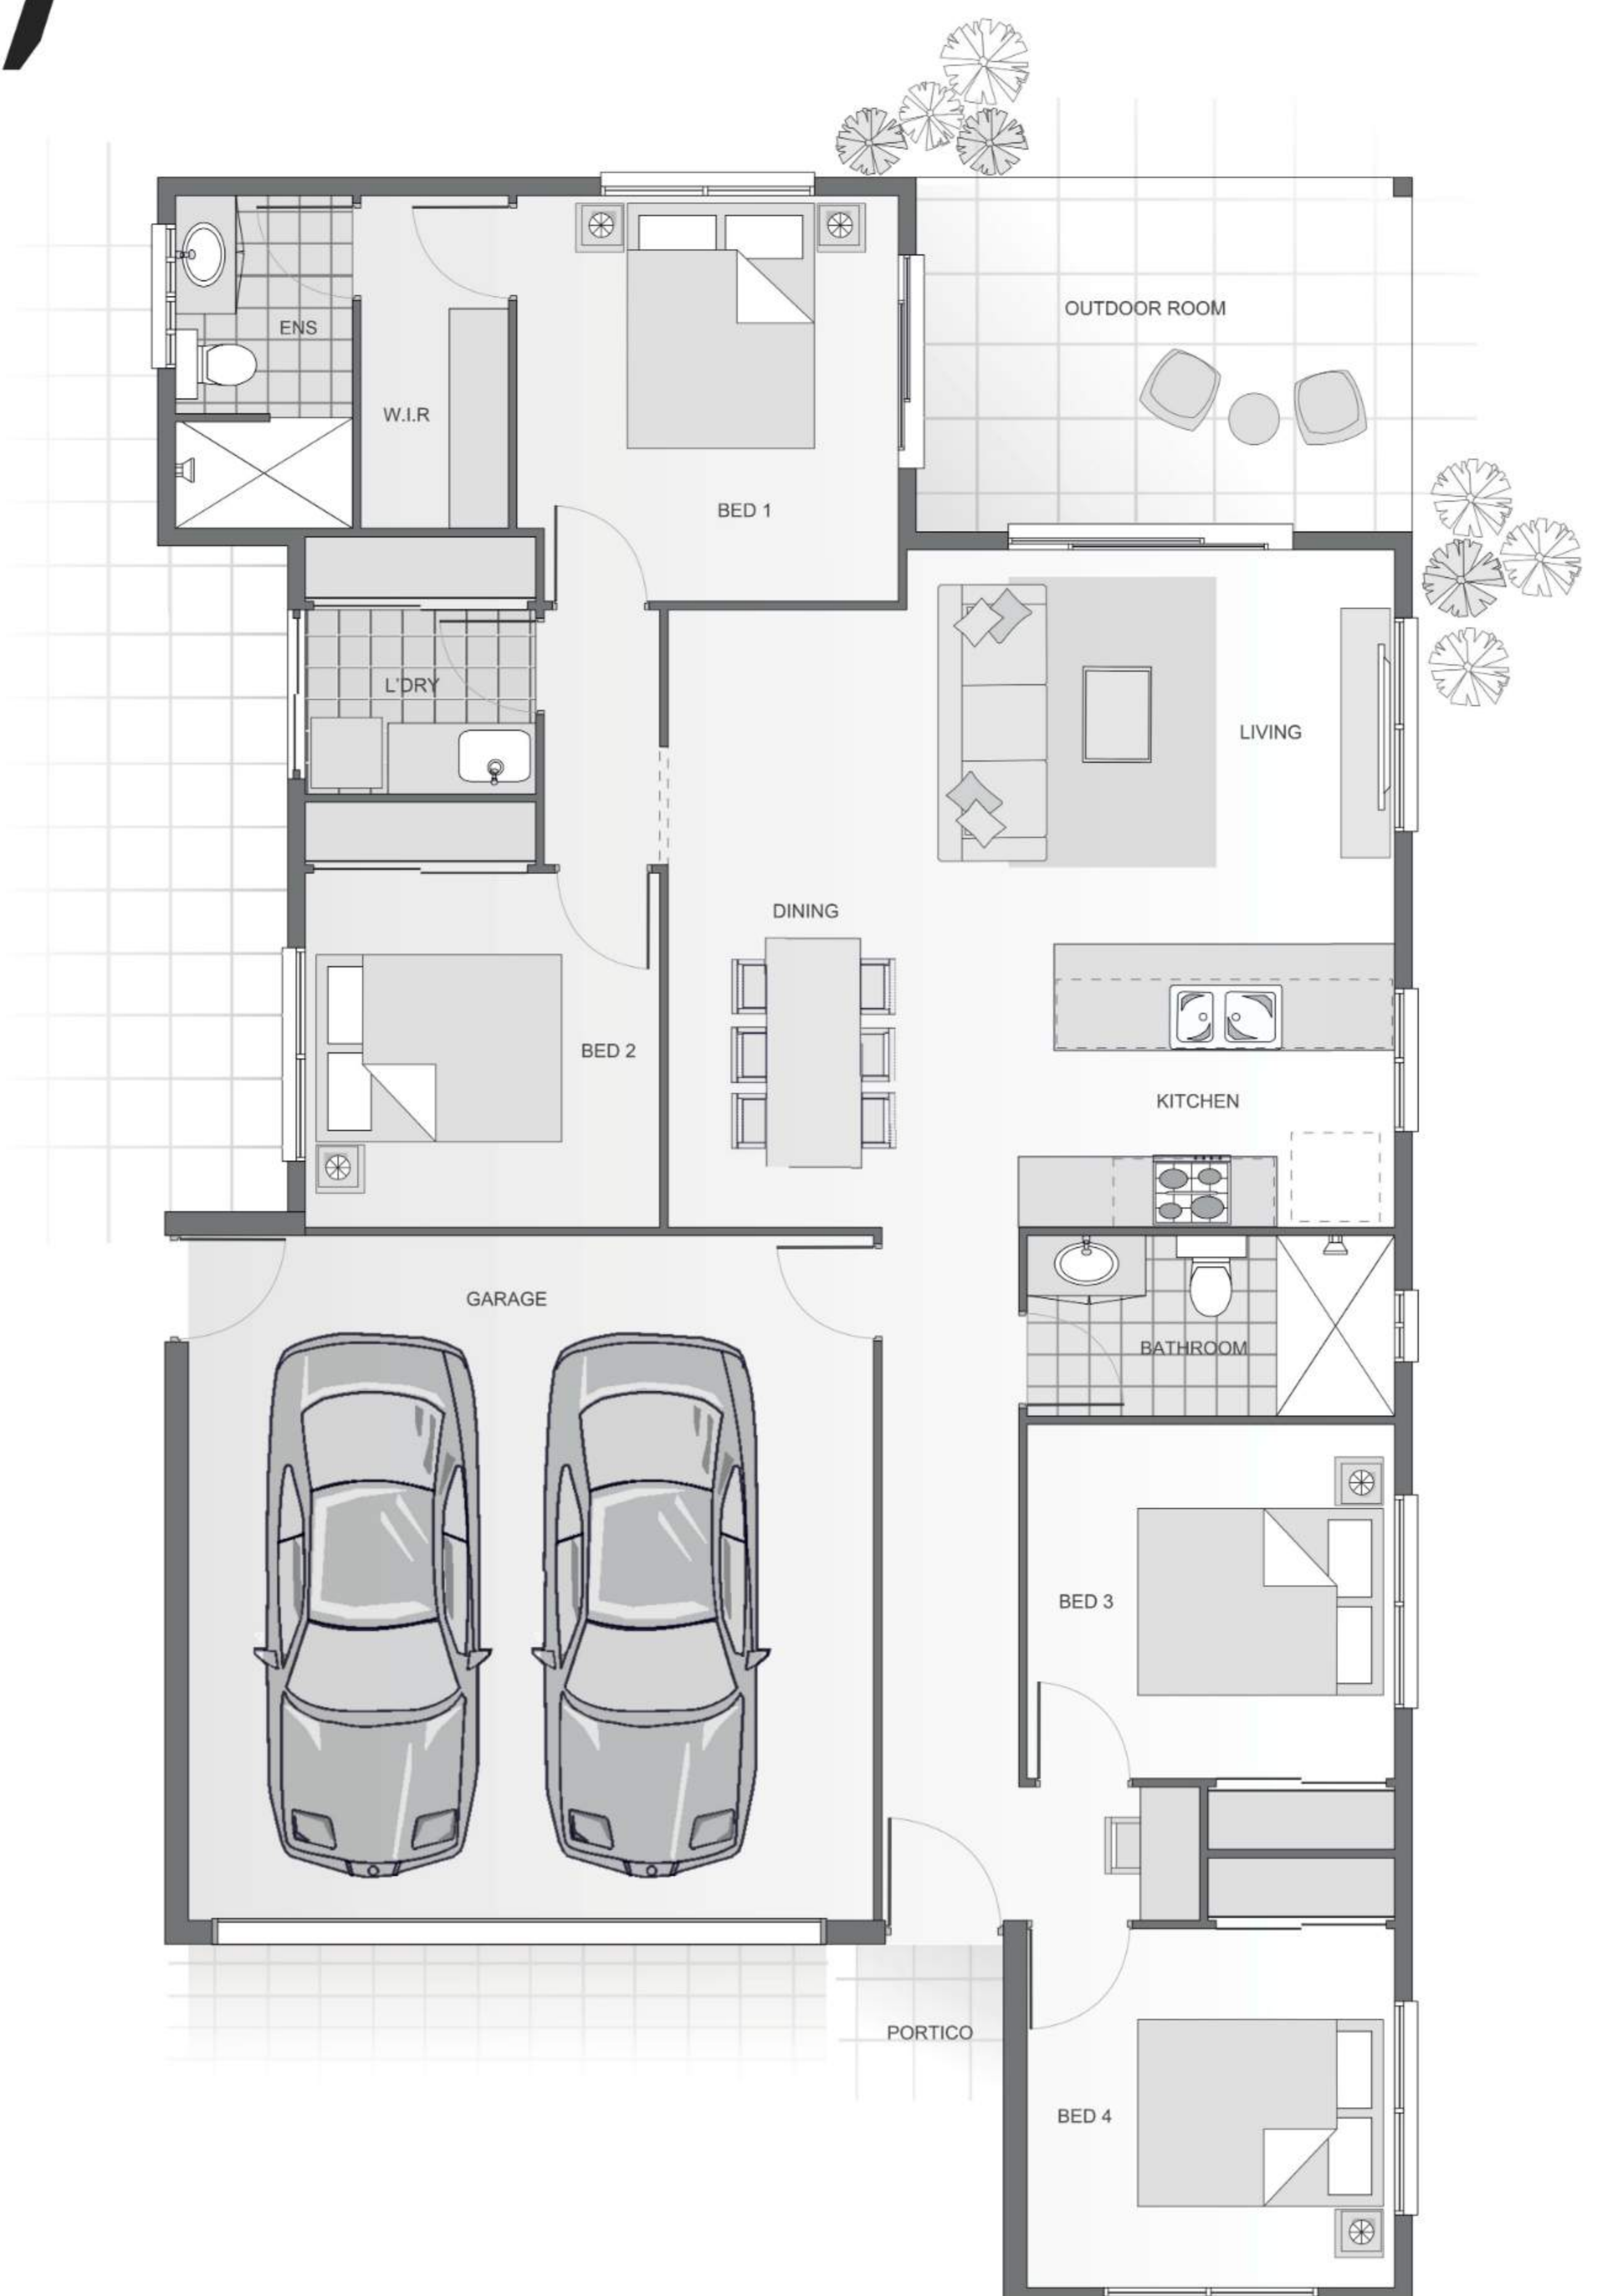 OUTDOOR ROOM
ENS
W.I.R
BED 1
L'DRY
LIVING
DINING
BED 2
KITCHEN
GARAGE
BATHROOM
BED 3
PORTICO
BED 4